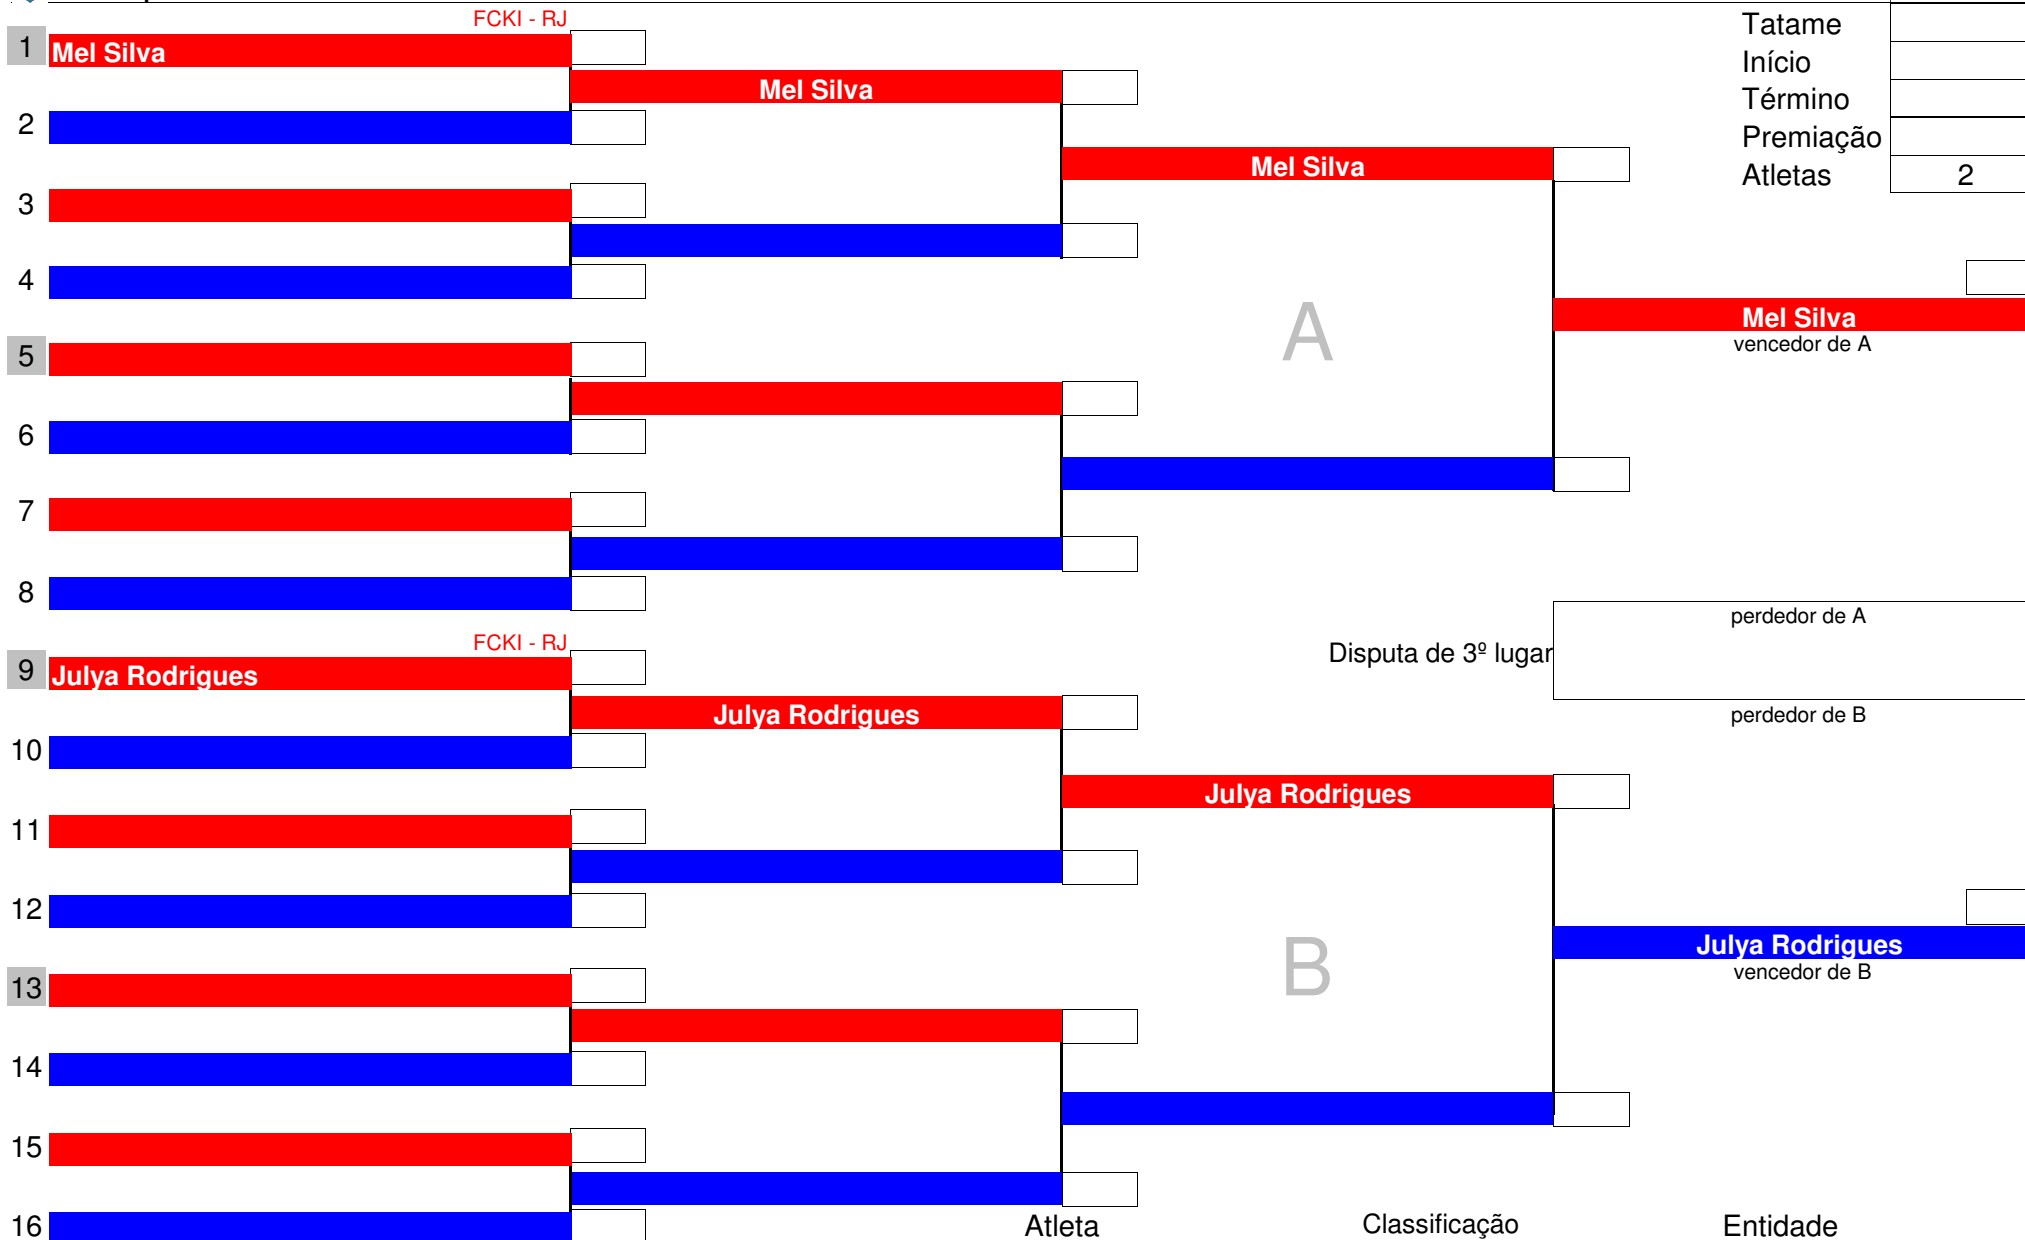 FCKI - RJ
Tatame
1 Mel Silva
Início
Mel Silva
Término
2
Premiação
Mel Silva
Atletas 2
3
4
A
Mel Silva
vencedor de A
5
6
7
8
perdedor de A
FCKI - RJ
Disputa de 3º lugar
9 Julya Rodrigues
Julya Rodrigues
perdedor de B
10
Julya Rodrigues
11
12
B
Julya Rodrigues
vencedor de B
13
14
15
16
Atleta Classificação Entidade